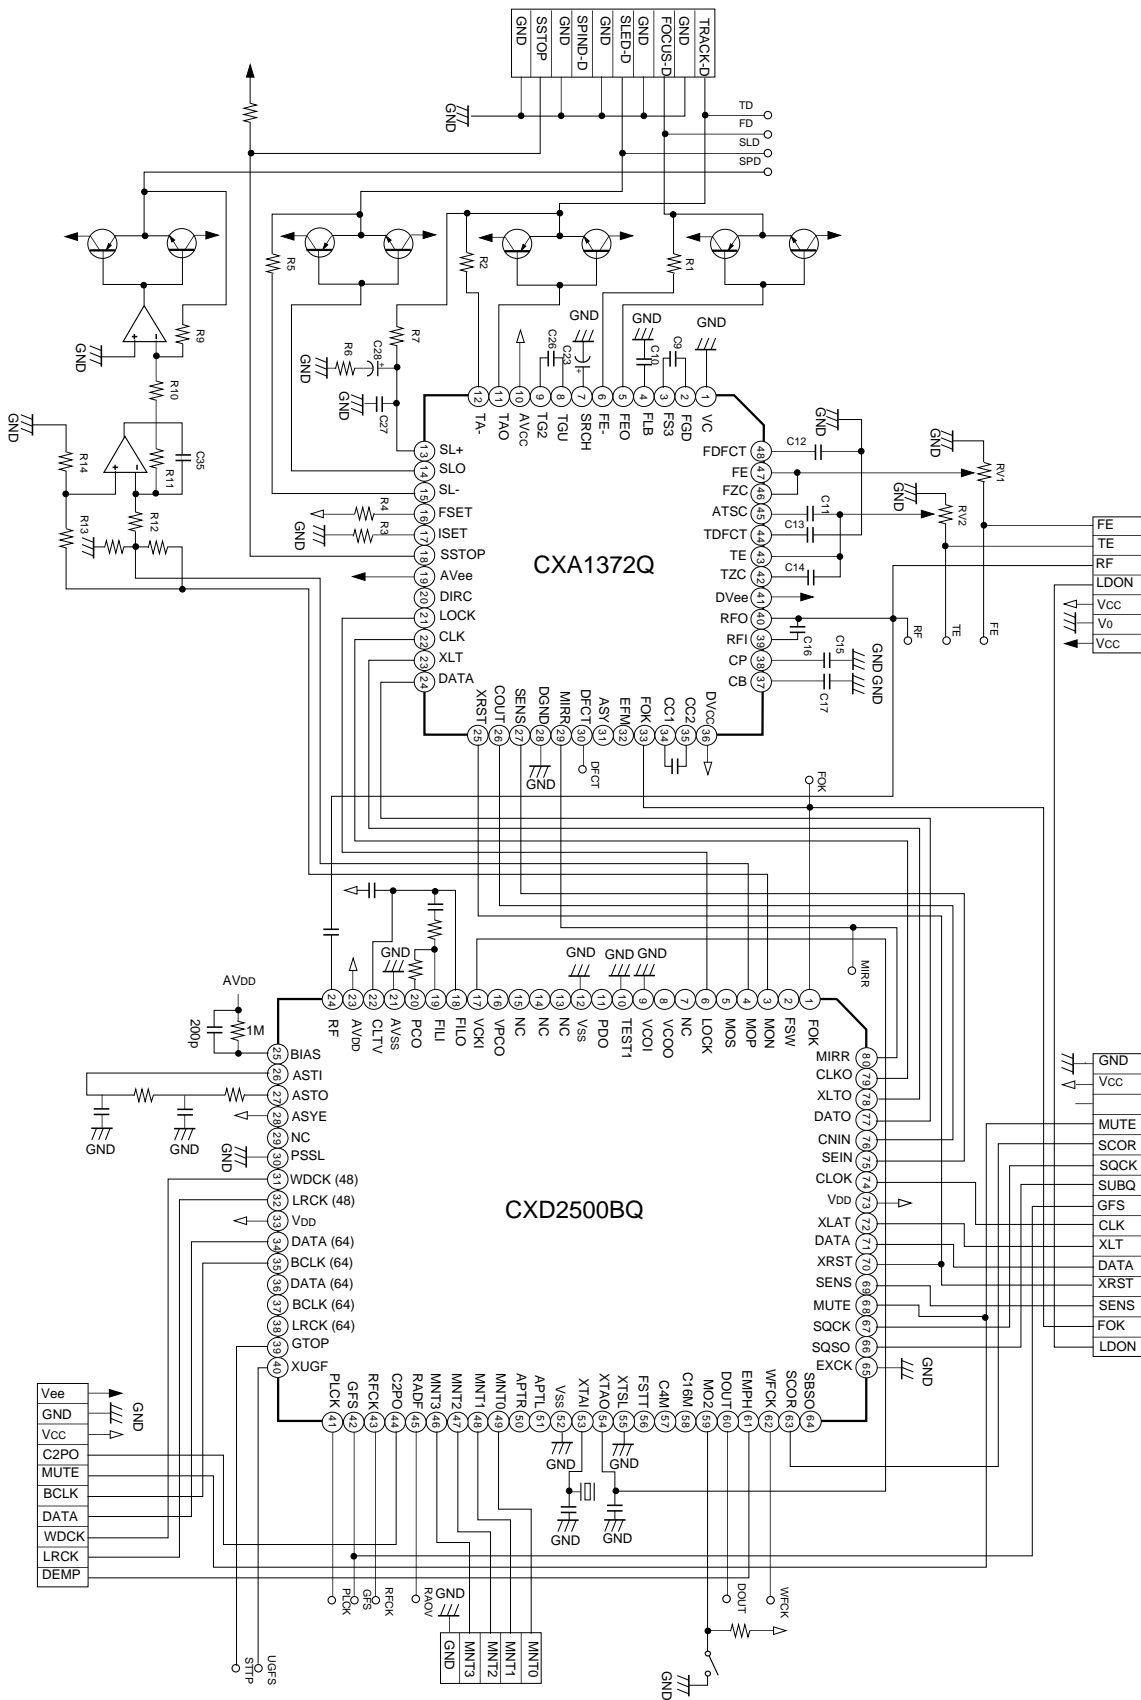 GND
SSTOP
GND
SPIND-D
GND
SLED-D
GND
FOCUS-D
GND
TRACK-D
GND
TD
FD
SLD
SPD
R5
R2
R1
R9
R7
R10
R6
C28
+
GND
GND
C27
C26
C23
+
GND
GND
C10
C9
GND
GND
R14
R11
C35
R13
R12
GND
12
11
10
9
8
7
6
5
4
3
2
1
TA-
TAO
AVCC
TG2
TGU
SRCH
FE-
FEO
FLB
FS3
FGD
VC
13 SL+
14 SLO
15 SL-
16 FSET
17 ISET
18 SSTOP
19 AVee
20 DIRC
21 LOCK
22 CLK
23 XLT
24 DATA
R4
R3
GND
CXA1372Q
FDFCT 48
FE 47
FZC 46
ATSC 45
TDFCT 44
TE 43
TZC 42
DVee 41
RFO 40
RFI 39
CP 38
CB 37
C12
C11
C13
C14
C16
C15
C17
GND
GND
GND
GND
GND
RV1
RV2
RF
TE
FE
FE
TE
RF
LDON
VCC
V0
VCC
XRST
COUT
SENS
DGND
MIRR
DFCT
ASY
EFM
FOK
CC1
CC2
DVCC
25
26
27
28
29
30
31
32
33
34
35
36
GND
DFCT
FOK
MIRR
GND
GND
GND
GND
24
23
22
21
20
19
18
17
16
15
14
13
12
11
10
9
8
7
6
5
4
3
2
1
RF
AVDD
CLTV
AVSS
PCO
FILI
FILO
VCKI
VPCO
NC
NC
NC
VSS
PDO
TEST1
VCOI
VCOO
NC
LOCK
MOS
MOP
MON
FSW
FOK
AVDD
1M
200p
25 BIAS
26 ASTI
27 ASTO
28 ASYE
29 NC
30 PSSL
31 WDCK (48)
32 LRCK (48)
33 VDD
34 DATA (64)
35 BCLK (64)
36 DATA (64)
37 BCLK (64)
38 LRCK (64)
39 GTOP
40 XUGF
GND
GND
GND
CXD2500BQ
MIRR 80
CLKO 79
XLTO 78
DATO 77
CNIN 76
SEIN 75
CLOK 74
VDD 73
XLAT 72
DATA 71
XRST 70
SENS 69
MUTE 68
SQCK 67
SQSO 66
EXCK 65
GND
GND
VCC
MUTE
SCOR
SQCK
SUBQ
GFS
CLK
XLT
DATA
XRST
SENS
FOK
LDON
PLCK
GFS
RFCK
C2PO
RADF
MNT3
MNT2
MNT1
MNT0
APTR
APTL
VSS
XTAI
XTAO
XTSL
FSTT
C4M
C16M
MO2
DOUT
EMPH
WFCK
SCOR
SBSO
41
42
43
44
45
46
47
48
49
50
51
52
53
54
55
56
57
58
59
60
61
62
63
64
Vee
GND
VCC
C2PO
MUTE
BCLK
DATA
WDCK
LRCK
DEMP
GND
GND
GND
GND
GND
PLCK
GFS
RFCK
RAOV
GND
DOUT
WFCK
GND
MNT3
MNT2
MNT1
MNT0
STTP
UGFS
GND